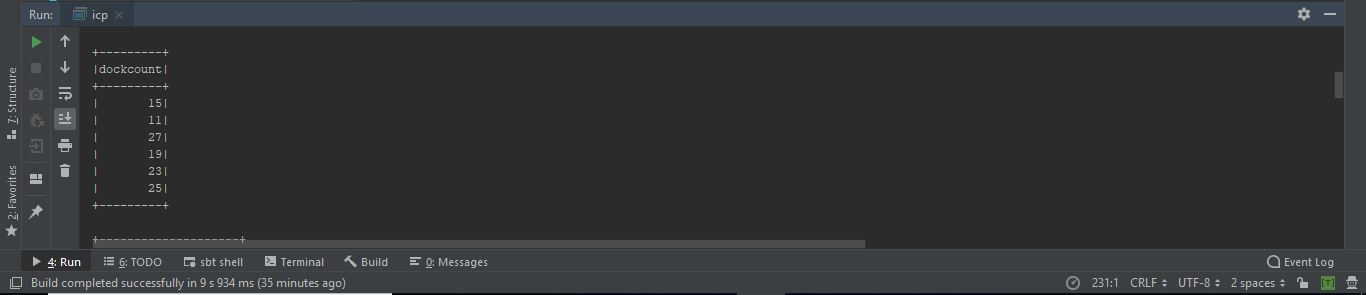 Run: icp
+---------+
|dockcount|
+---------+
|       15|
|       11|
|       27|
|       19|
|       23|
|       25|
+---------+
+--------------------+
7: Structure
2: Favorites
4: Run 6: TODO sbt shell Terminal Build 0: Messages Event Log
Build completed successfully in 9 s 934 ms (35 minutes ago) 231:1 CRLF UTF-8 2 spaces [T]